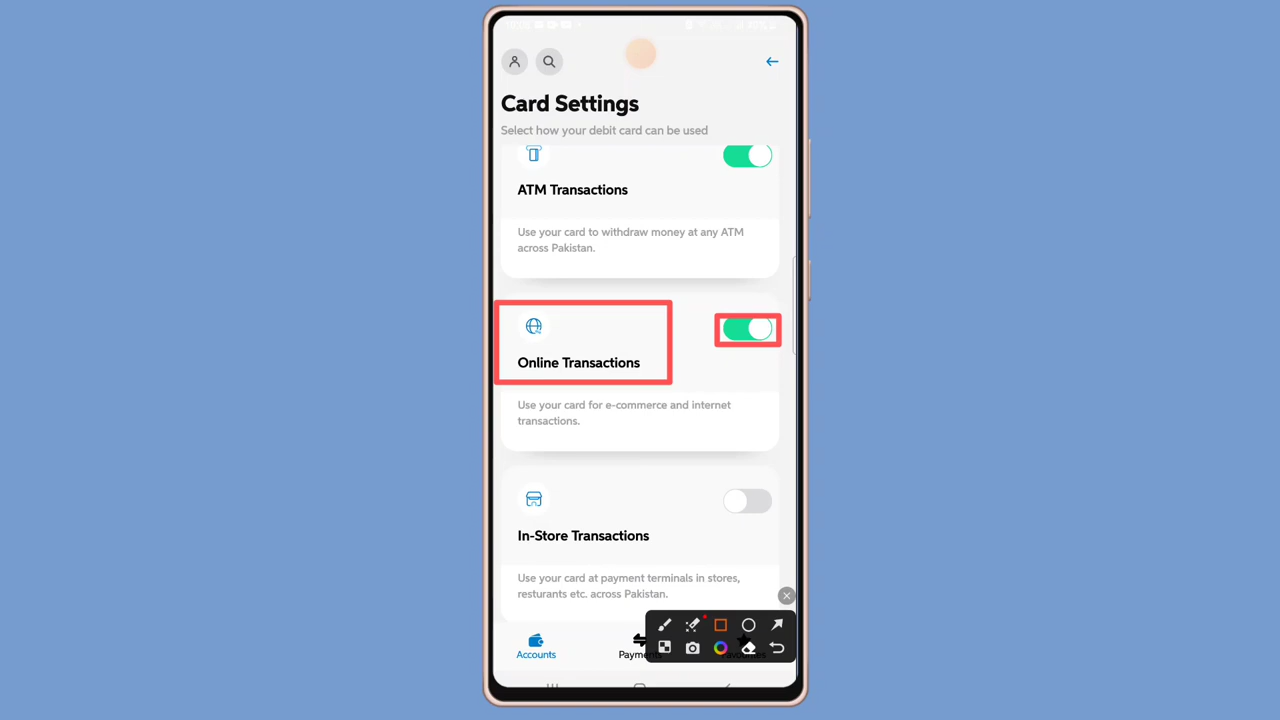 Card Settings
Select how your debit card can be used
ATM Transactions
Use your card to withdraw money at any ATM
across Pakistan.
Online Transactions
Use your card for e-commerce and internet
transactions.
In-Store Transactions
Use your card at payment terminals in stores,
resturants etc. across Pakistan.
Accounts